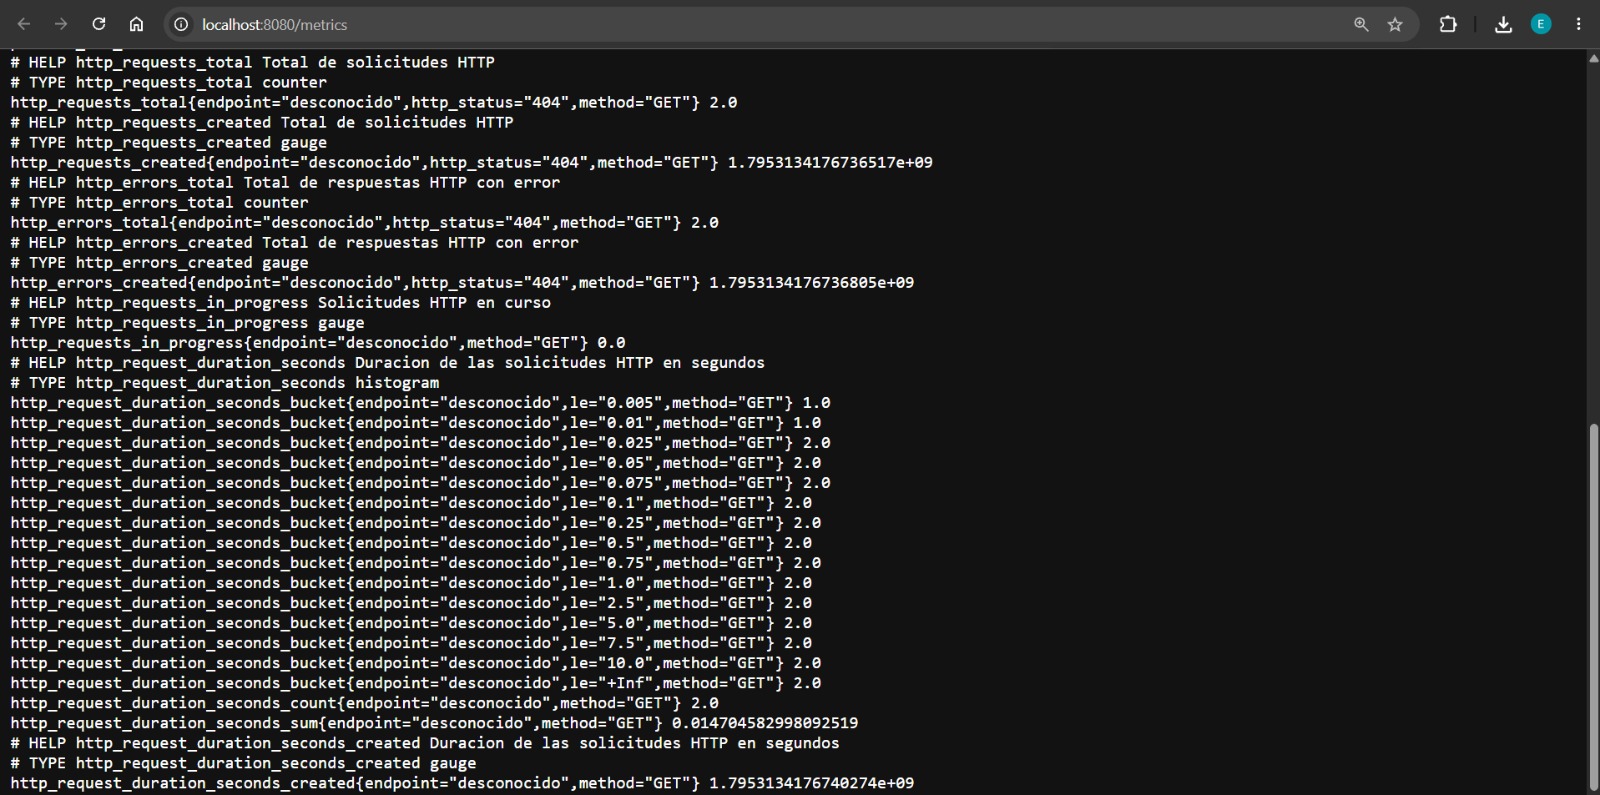 localhost:8080/metrics
E
# HELP http_requests_total Total de solicitudes HTTP
# TYPE http_requests_total counter
http_requests_total{endpoint="desconocido",http_status="404",method="GET"} 2.0
# HELP http_requests_created Total de solicitudes HTTP
# TYPE http_requests_created gauge
http_requests_created{endpoint="desconocido",http_status="404",method="GET"} 1.7953134176736517e+09
# HELP http_errors_total Total de respuestas HTTP con error
# TYPE http_errors_total counter
http_errors_total{endpoint="desconocido",http_status="404",method="GET"} 2.0
# HELP http_errors_created Total de respuestas HTTP con error
# TYPE http_errors_created gauge
http_errors_created{endpoint="desconocido",http_status="404",method="GET"} 1.7953134176736805e+09
# HELP http_requests_in_progress Solicitudes HTTP en curso
# TYPE http_requests_in_progress gauge
http_requests_in_progress{endpoint="desconocido",method="GET"} 0.0
# HELP http_request_duration_seconds Duracion de las solicitudes HTTP en segundos
# TYPE http_request_duration_seconds histogram
http_request_duration_seconds_bucket{endpoint="desconocido",le="0.005",method="GET"} 1.0
http_request_duration_seconds_bucket{endpoint="desconocido",le="0.01",method="GET"} 1.0
http_request_duration_seconds_bucket{endpoint="desconocido",le="0.025",method="GET"} 2.0
http_request_duration_seconds_bucket{endpoint="desconocido",le="0.05",method="GET"} 2.0
http_request_duration_seconds_bucket{endpoint="desconocido",le="0.075",method="GET"} 2.0
http_request_duration_seconds_bucket{endpoint="desconocido",le="0.1",method="GET"} 2.0
http_request_duration_seconds_bucket{endpoint="desconocido",le="0.25",method="GET"} 2.0
http_request_duration_seconds_bucket{endpoint="desconocido",le="0.5",method="GET"} 2.0
http_request_duration_seconds_bucket{endpoint="desconocido",le="0.75",method="GET"} 2.0
http_request_duration_seconds_bucket{endpoint="desconocido",le="1.0",method="GET"} 2.0
http_request_duration_seconds_bucket{endpoint="desconocido",le="2.5",method="GET"} 2.0
http_request_duration_seconds_bucket{endpoint="desconocido",le="5.0",method="GET"} 2.0
http_request_duration_seconds_bucket{endpoint="desconocido",le="7.5",method="GET"} 2.0
http_request_duration_seconds_bucket{endpoint="desconocido",le="10.0",method="GET"} 2.0
http_request_duration_seconds_bucket{endpoint="desconocido",le="+Inf",method="GET"} 2.0
http_request_duration_seconds_count{endpoint="desconocido",method="GET"} 2.0
http_request_duration_seconds_sum{endpoint="desconocido",method="GET"} 0.014704582998092519
# HELP http_request_duration_seconds_created Duracion de las solicitudes HTTP en segundos
# TYPE http_request_duration_seconds_created gauge
http_request_duration_seconds_created{endpoint="desconocido",method="GET"} 1.7953134176740274e+09